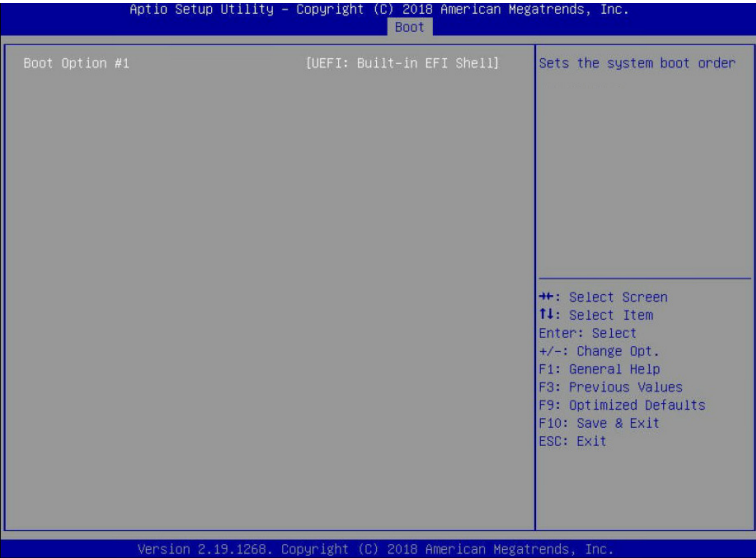 Aptio Setup Utility – Copyright (C) 2018 American Megatrends, Inc.
Boot
Boot Option #1 [UEFI: Built-in EFI Shell]
Sets the system boot order
→←: Select Screen
↑↓: Select Item
Enter: Select
+/-: Change Opt.
F1: General Help
F3: Previous Values
F9: Optimized Defaults
F10: Save & Exit
ESC: Exit
Version 2.19.1268. Copyright (C) 2018 American Megatrends, Inc.